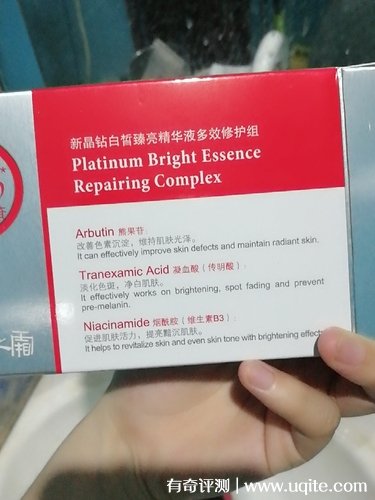 新晶钻白皙臻亮精华液多效修护组
Platinum Bright Essence
Repairing Complex
Arbutin 熊果苷:
改善色素沉淀，维持肌肤光泽。
It can effectively improve skin defects and maintain radiant skin.
Tranexamic Acid 凝血酸（传明酸）:
淡化色斑，净白肌肤。
It effectively works on brightening, spot fading and prevent
pre-melanin.
Niacinamide 烟酰胺（维生素B3）:
促进肌肤活力，提亮黯沉肌肤。
It helps to revitalize skin and even skin tone with brightening effects.
霜
有奇评测 | www.uqite.com